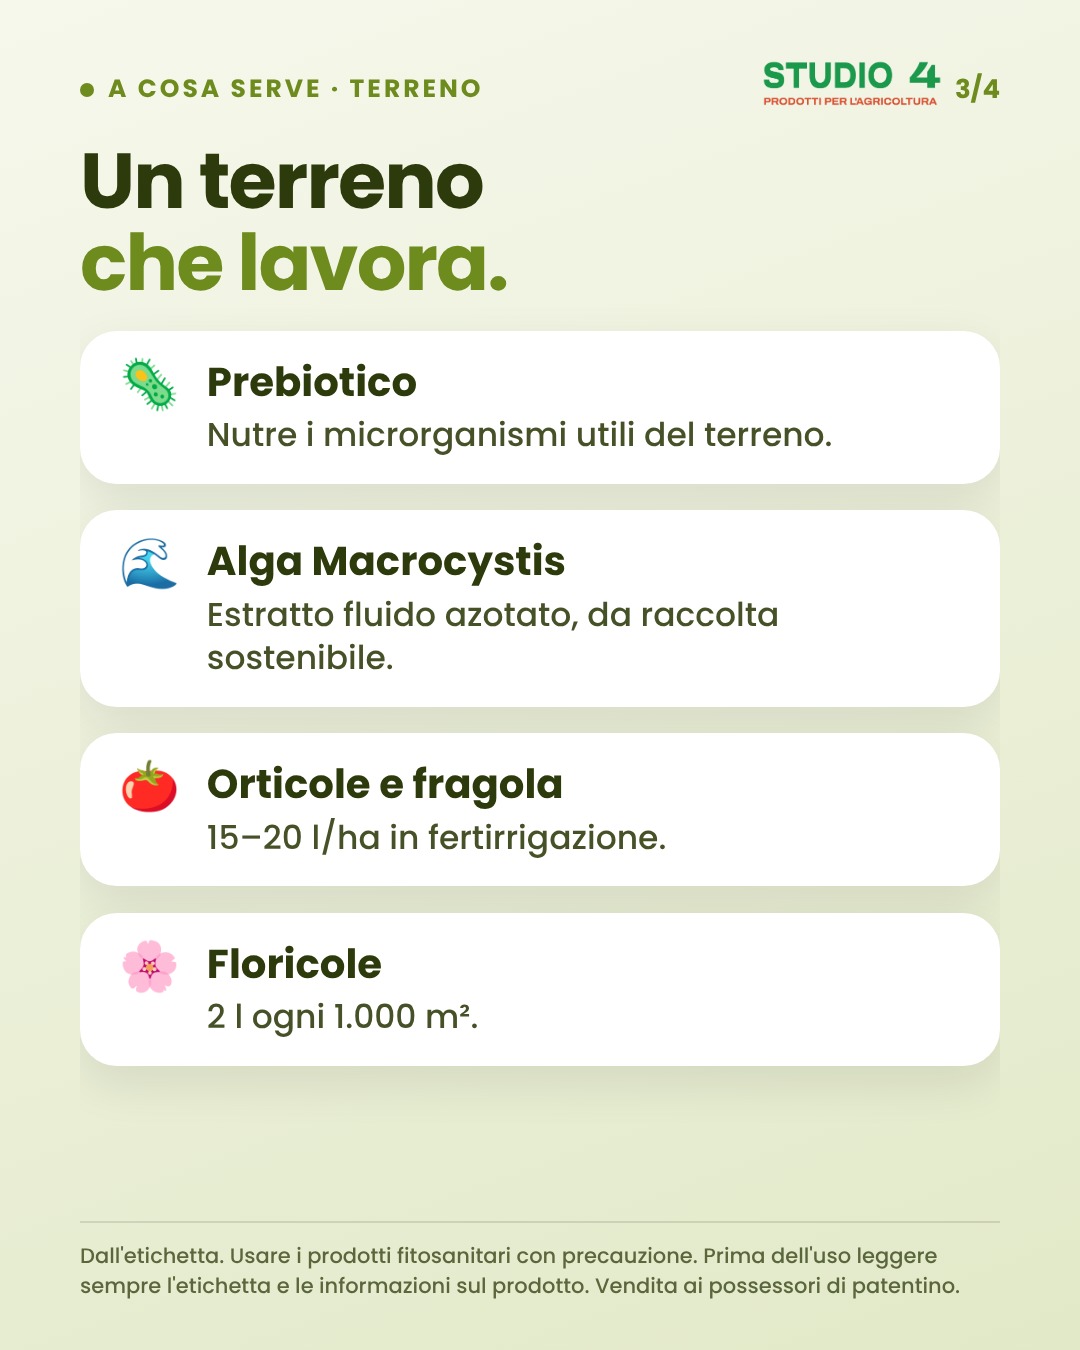 A COSA SERVE · TERRENO
STUDIO 4
PRODOTTI PER L'AGRICOLTURA
3/4
Un terreno
che lavora.
Prebiotico
Nutre i microrganismi utili del terreno.
Alga Macrocystis
Estratto fluido azotato, da raccolta
sostenibile.
Orticole e fragola
15–20 l/ha in fertirrigazione.
Floricole
2 l ogni 1.000 m².
Dall'etichetta. Usare i prodotti fitosanitari con precauzione. Prima dell'uso leggere
sempre l'etichetta e le informazioni sul prodotto. Vendita ai possessori di patentino.